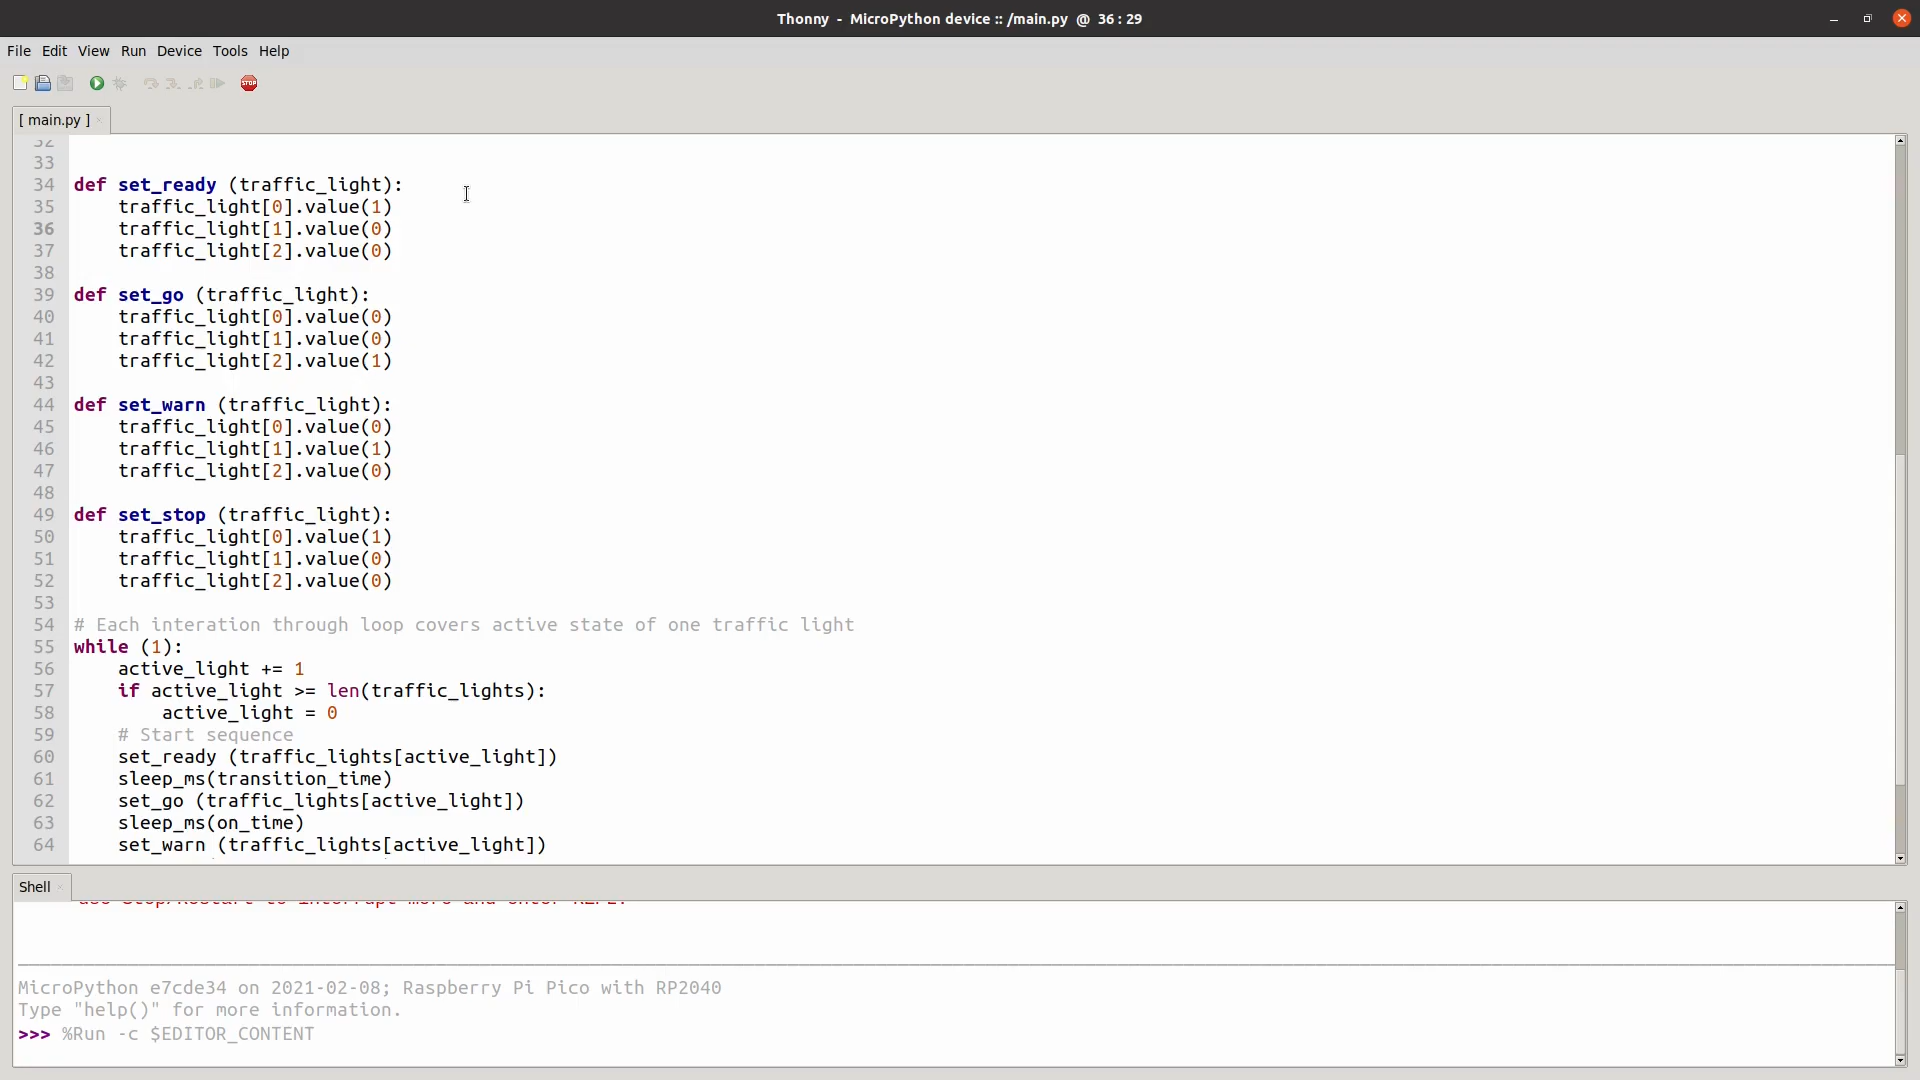 Thonny - MicroPython device :: /main.py @ 36 : 29
File Edit View Run Device Tools Help
STOP
[ main.py ]
32
33
34 def set_ready (traffic_light):
35     traffic_light[0].value(1)
36     traffic_light[1].value(0)
37     traffic_light[2].value(0)
38
39 def set_go (traffic_light):
40     traffic_light[0].value(0)
41     traffic_light[1].value(0)
42     traffic_light[2].value(1)
43
44 def set_warn (traffic_light):
45     traffic_light[0].value(0)
46     traffic_light[1].value(1)
47     traffic_light[2].value(0)
48
49 def set_stop (traffic_light):
50     traffic_light[0].value(1)
51     traffic_light[1].value(0)
52     traffic_light[2].value(0)
53
54 # Each interation through loop covers active state of one traffic light
55 while (1):
56     active_light += 1
57     if active_light >= len(traffic_lights):
58         active_light = 0
59     # Start sequence
60     set_ready (traffic_lights[active_light])
61     sleep_ms(transition_time)
62     set_go (traffic_lights[active_light])
63     sleep_ms(on_time)
64     set_warn (traffic_lights[active_light])
Shell
MicroPython e7cde34 on 2021-02-08; Raspberry Pi Pico with RP2040
Type "help()" for more information.
>>> %Run -c $EDITOR_CONTENT